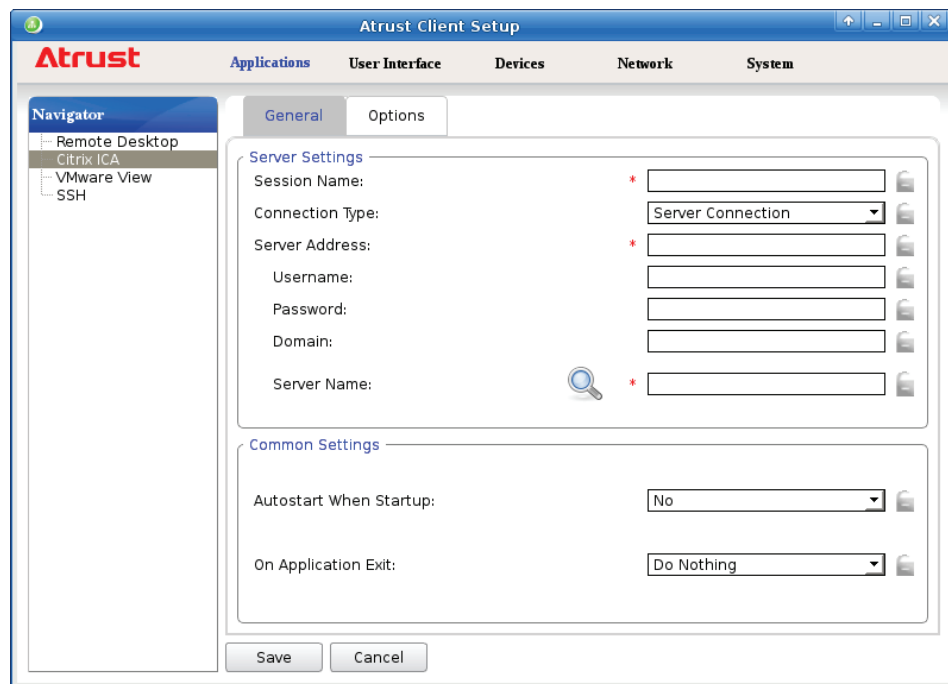 Atrust Client Setup
Atrust
Applications User Interface Devices Network System
Navigator
Remote Desktop
Citrix ICA
VMware View
SSH
General Options
Server Settings
Session Name: *
Connection Type: Server Connection
Server Address: *
Username:
Password:
Domain:
Server Name: *
Common Settings
Autostart When Startup: No
On Application Exit: Do Nothing
Save Cancel